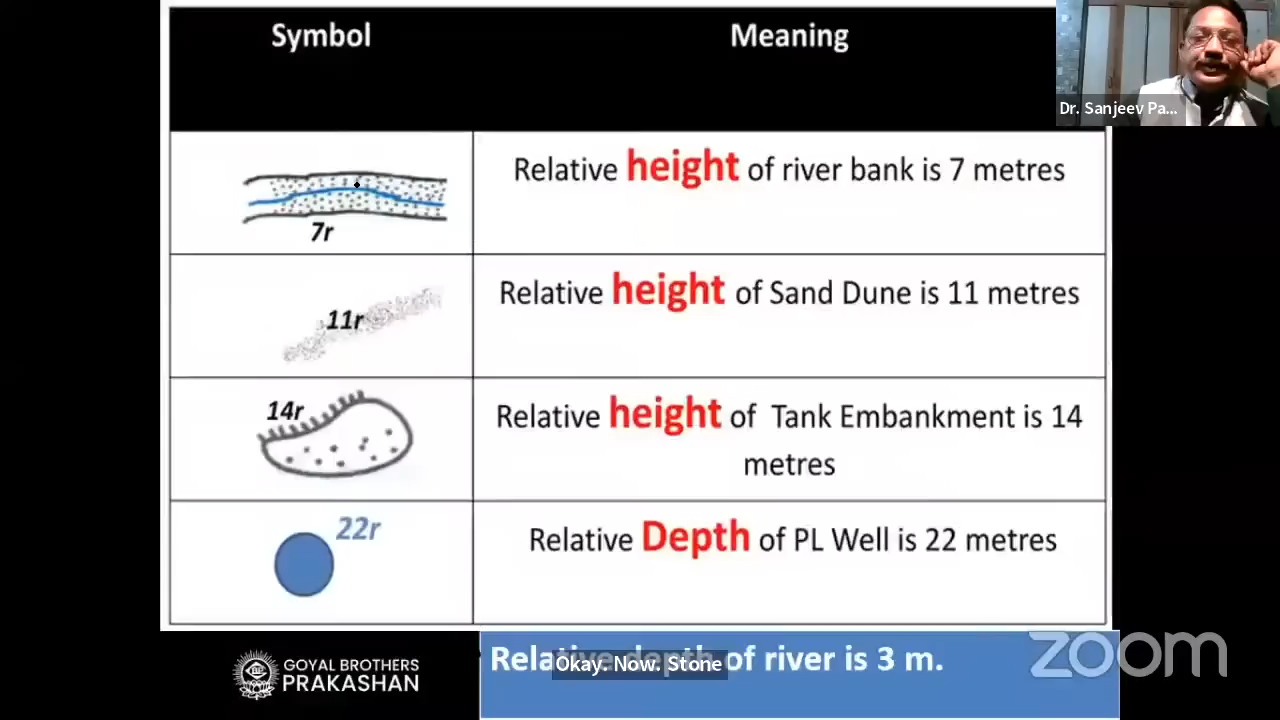 Symbol
Meaning
Dr. Sanjeev Pa...
Relative height of river bank is 7 metres
7r
Relative height of Sand Dune is 11 metres
11r
14r
Relative height of Tank Embankment is 14
metres
22r
Relative Depth of PL Well is 22 metres
GOYAL BROTHERS
PRAKASHAN
Relative depth of river is 3 m.
Okay. Now. Stone
zoom